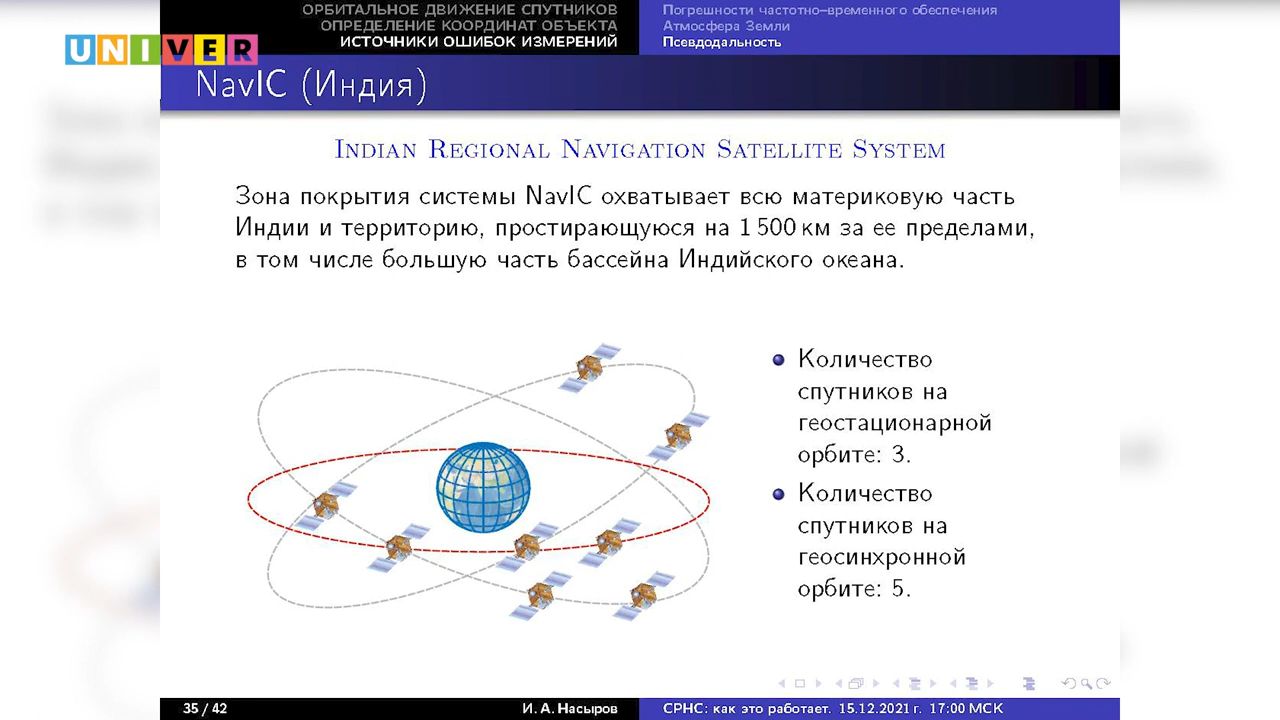 ОРБИТАЛЬНОЕ ДВИЖЕНИЕ СПУТНИКОВ
ОПРЕДЕЛЕНИЕ КООРДИНАТ ОБЪЕКТА
ИСТОЧНИКИ ОШИБОК ИЗМЕРЕНИЙ
Погрешности частотно–временного обеспечения
Атмосфера Земли
Псевдодальность
UNIVER
NavIC (Индия)
Indian Regional Navigation Satellite System
Зона покрытия системы NavIC охватывает всю материковую часть
Индии и территорию, простирающуюся на 1 500 км за ее пределами,
в том числе большую часть бассейна Индийского океана.
Количество
спутников на
геостационарной
орбите: 3.
Количество
спутников на
геосинхронной
орбите: 5.
35 / 42
И. А. Насыров
СРНС: как это работает. 15.12.2021 г. 17:00 МСК